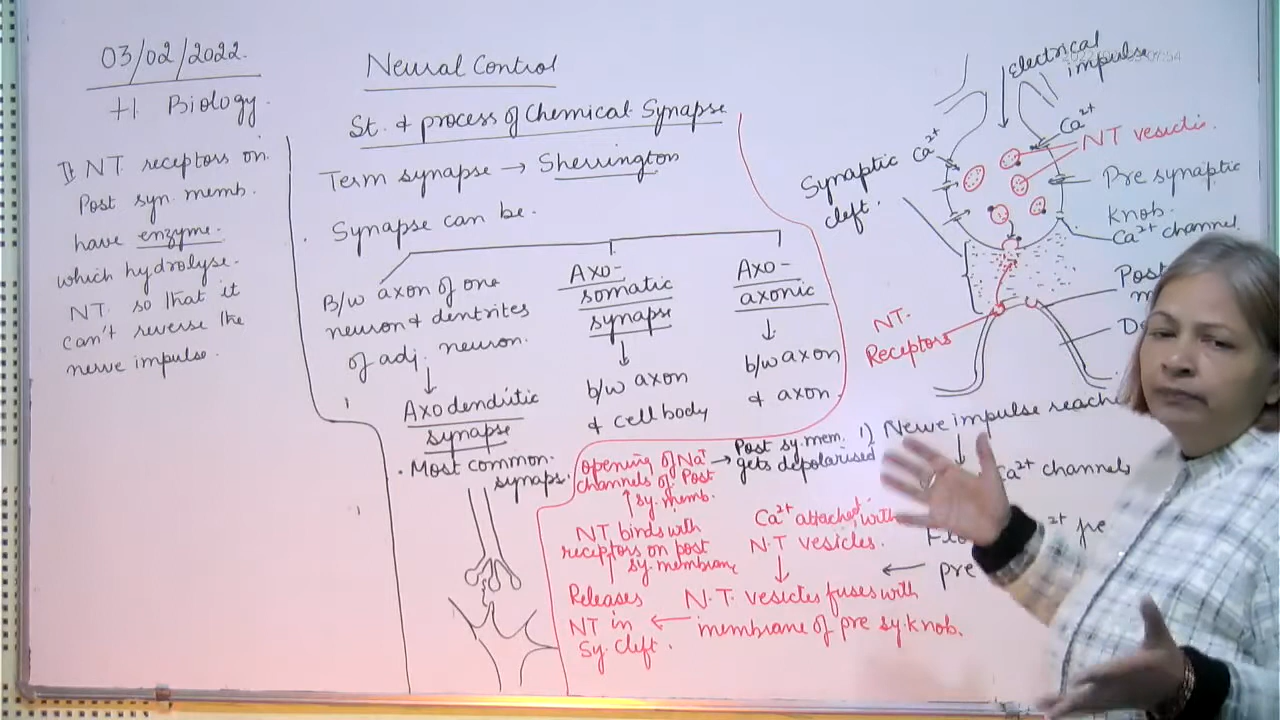 03/02/2022.
+1 Biology.
NT. receptors on
Post syn. memb.
have enzyme.
which hydrolyse.
NT. so that it
can't reverse the
nerve impulse.
Neural Control
St. & process of Chemical Synapse
Term synapse → Sherrington
Synapse can be.
B/w axon of one
neuron & dentrites
of adj. neuron.
↓
Axodendritic
synapse
. Most common.
synaps.
Axo-
somatic
synapse
↓
b/w axon
& cell body
Axo-
axonic
↓
b/w axon
& axon.
Electrical
impulse
Ca²⁺
Ca²⁺
NT vesicti.
Synaptic
cleft.
Pre synaptic
knob.
Ca²⁺ channel.
Post
NT.
Receptors
1) Nerve impulse reach
↓
Ca²⁺ channels
pre
←
Ca²⁺ attached with
N.T vesicles.
↓
N.T. vesicles fuses with
membrane of pre sy. knob.
←
Releases
NT in
Sy. cleft.
↑
NT binds with
receptors on post
sy. membrane
↑
opening of Na⁺
channels of Post
sy. memb.
→ Post sy. mem.
gets depolarised